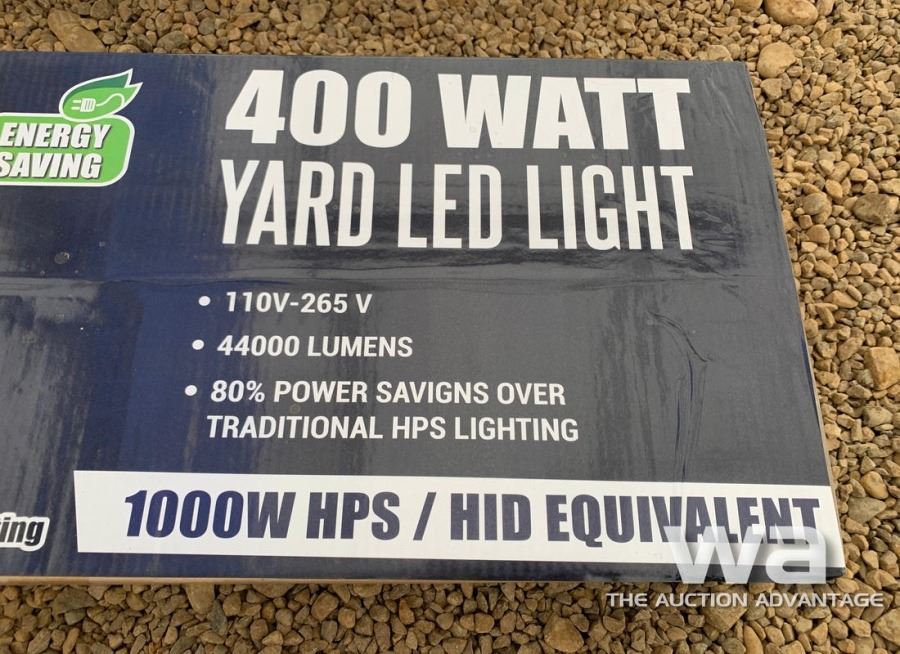 ENERGY
SAVING
400 WATT
YARD LED LIGHT
• 110V-265 V
• 44000 LUMENS
• 80% POWER SAVIGNS OVER
TRADITIONAL HPS LIGHTING
1000W HPS / HID EQUIVALENT
wa
THE AUCTION ADVANTAGE